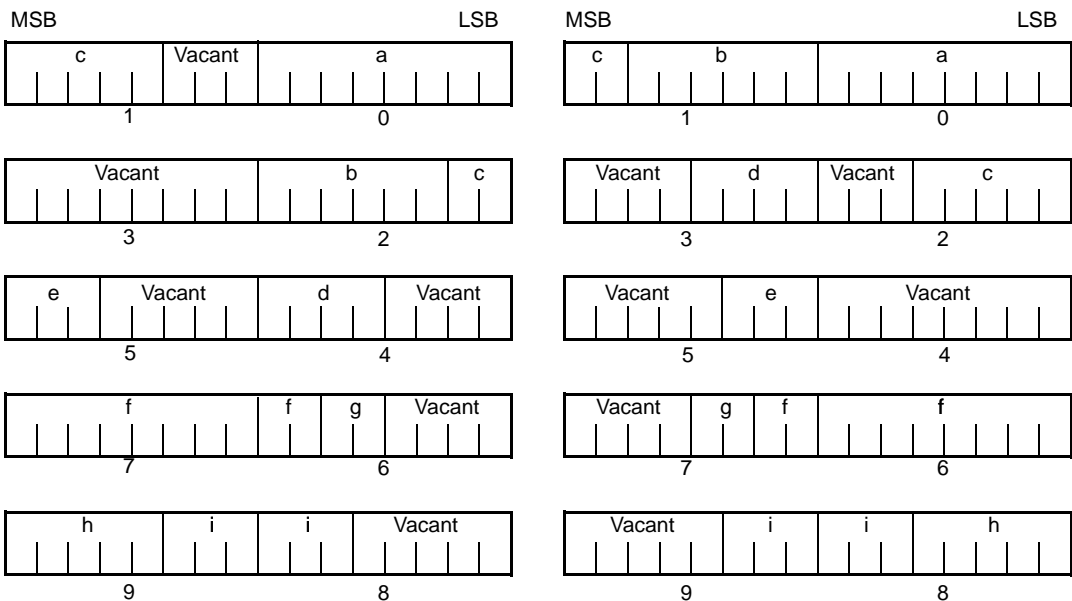 MSB LSB MSB LSB
c Vacant a c b a
1 0 1 0
Vacant b c Vacant d Vacant c
3 2 3 2
e Vacant d Vacant Vacant e Vacant
5 4 5 4
f f g Vacant Vacant g f f
7 6 7 6
h i i Vacant Vacant i i h
9 8 9 8